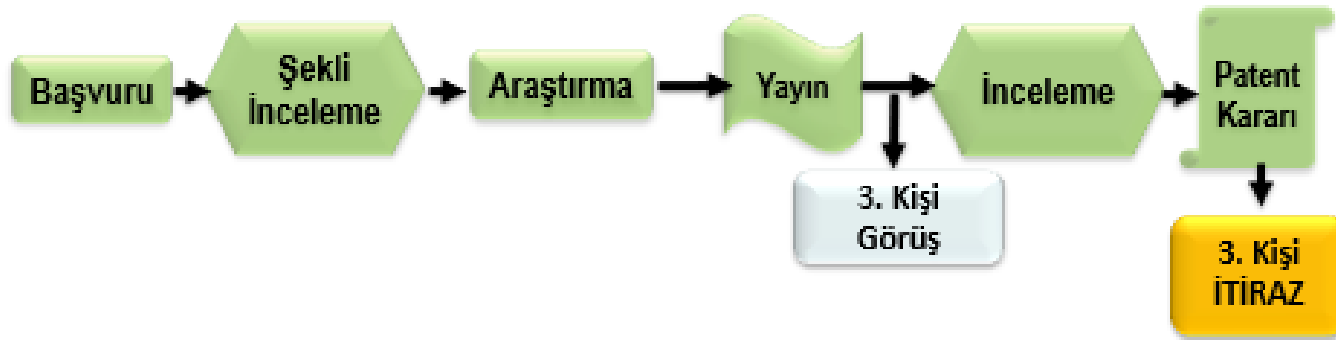 Başvuru
Şekli
İnceleme
Araştırma
Yayın
İnceleme
Patent
Kararı
3. Kişi
Görüş
3. Kişi
İTİRAZ